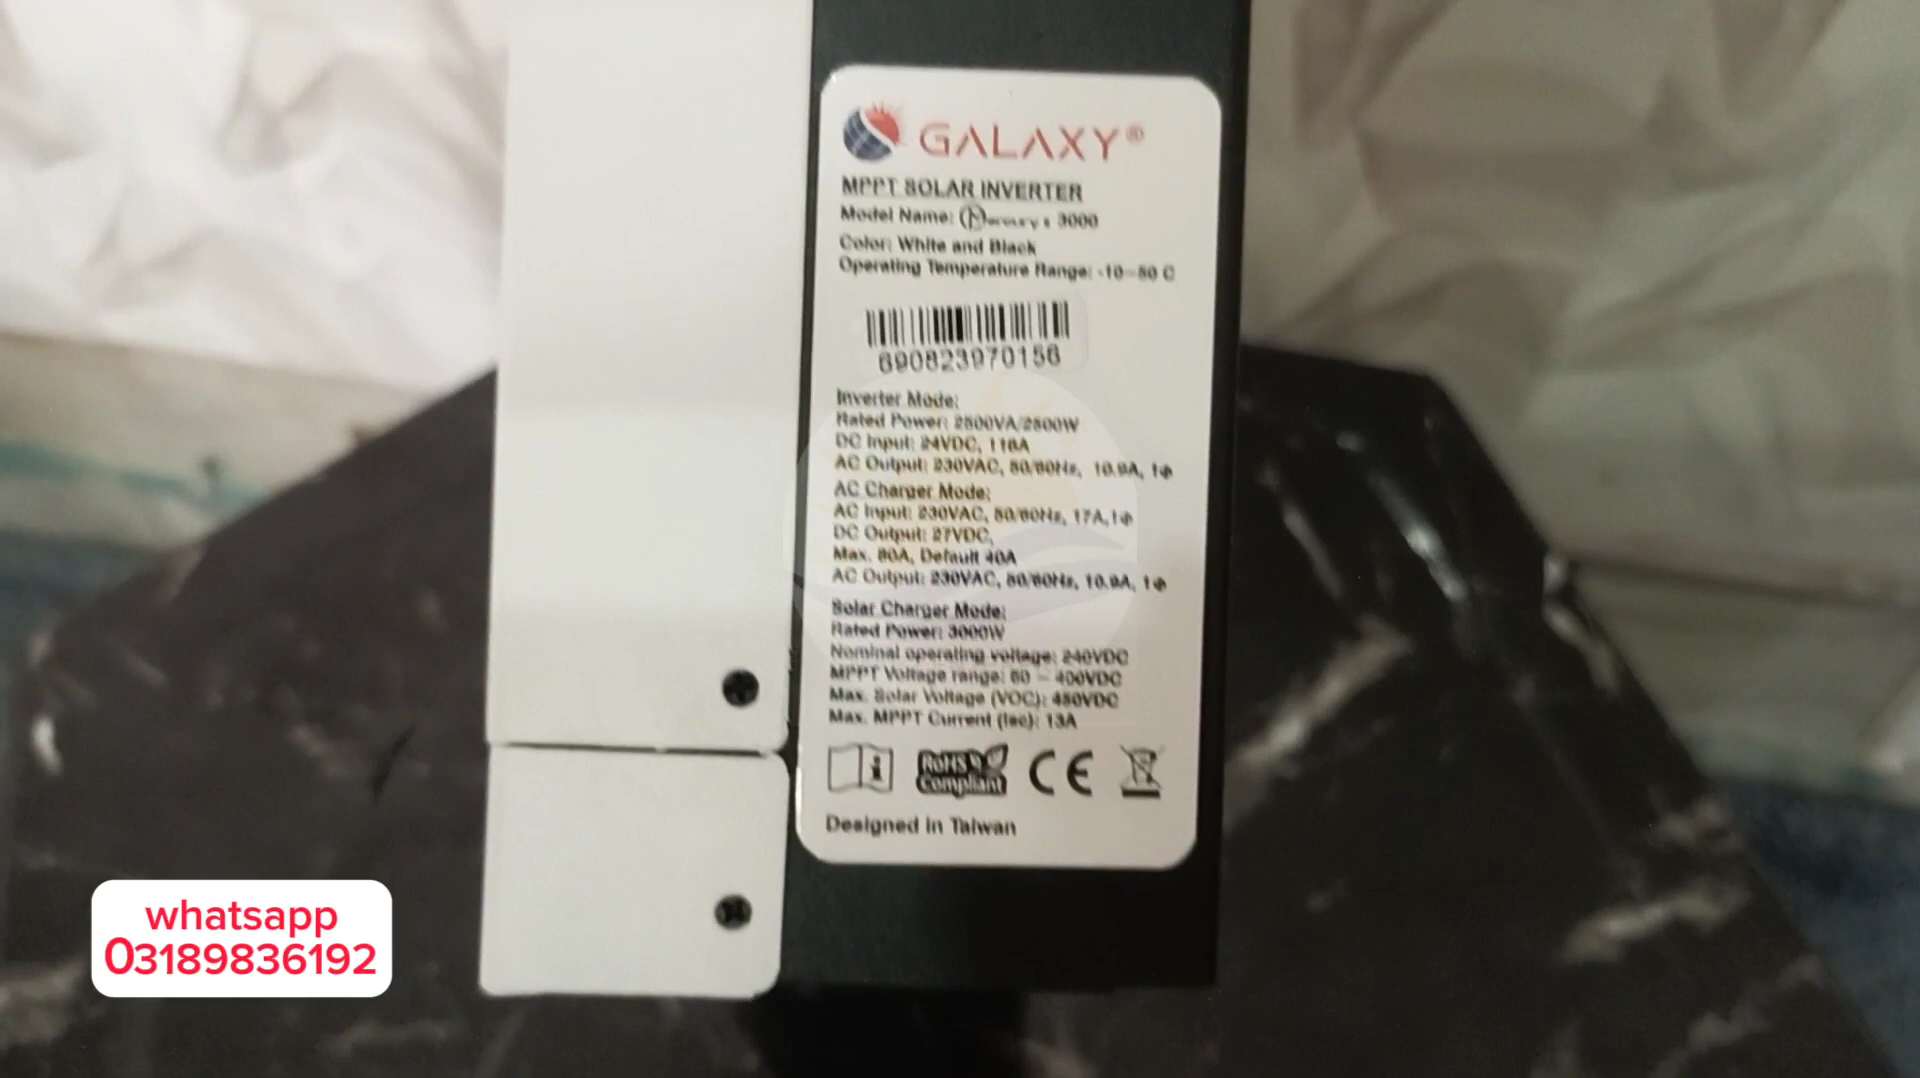 GALAXY®
MPPT SOLAR INVERTER
Model Name: Mercury's 3000
Color: White and Black
Operating Temperature Range: -10~50 C
690823970156
Inverter Mode:
Rated Power: 2500VA/2500W
DC Input: 24VDC, 116A
AC Output: 230VAC, 50/60Hz, 10.9A, 1Φ
AC Charger Mode:
AC Input: 230VAC, 50/60Hz, 17A,1Φ
DC Output: 27VDC,
Max. 80A, Default 40A
AC Output: 230VAC, 50/60Hz, 10.9A, 1Φ
Solar Charger Mode:
Rated Power: 3000W
Nominal operating voltage: 240VDC
MPPT Voltage range: 60 ~ 400VDC
Max. Solar Voltage (VOC): 450VDC
Max. MPPT Current (Isc): 13A
RoHS
Compliant
CE
Designed in Taiwan
whatsapp
03189836192